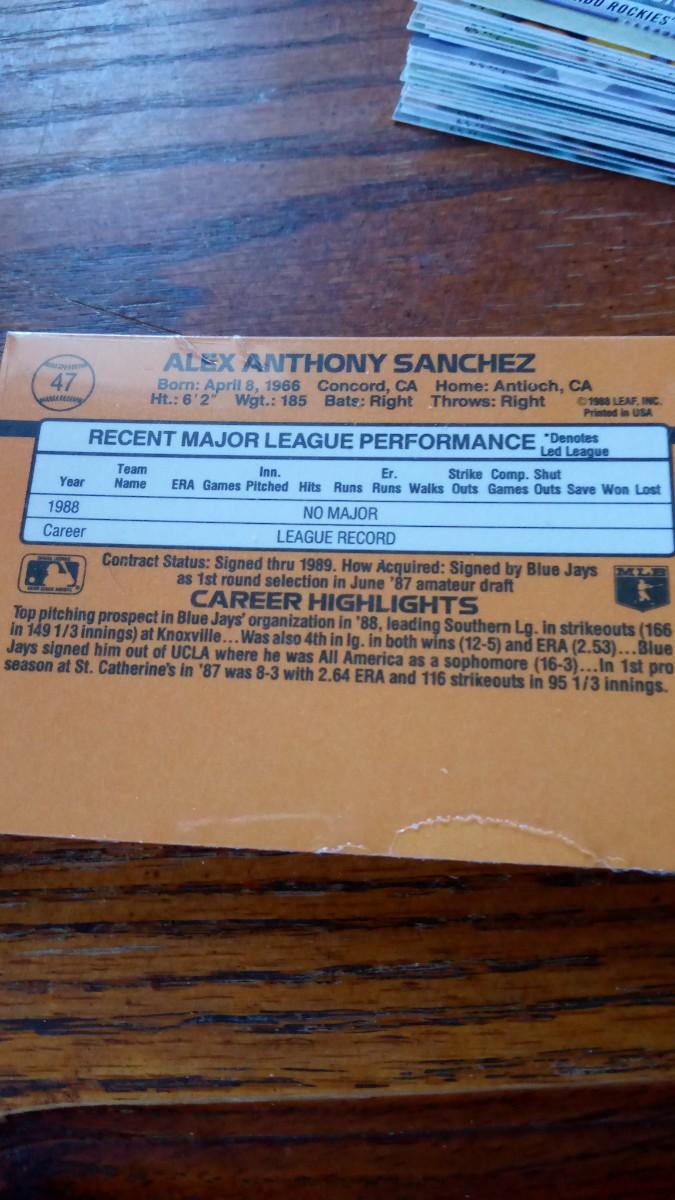 ROCKIES
47
ALEX ANTHONY SANCHEZ
Born: April 8, 1966 Concord, CA Home: Antioch, CA
Ht.: 6'2" Wgt.: 185 Bats: Right Throws: Right
©1988 LEAF, INC.
Printed in USA
RECENT MAJOR LEAGUE PERFORMANCE *Denotes
Led League
Year Team Name ERA Games Inn. Pitched Hits Runs Er. Runs Walks Strike Outs Comp. Games Shut Outs Save Won Lost
1988 NO MAJOR
Career LEAGUE RECORD
Contract Status: Signed thru 1989. How Acquired: Signed by Blue Jays
as 1st round selection in June '87 amateur draft
MLB
CAREER HIGHLIGHTS
Top pitching prospect in Blue Jays' organization in '88, leading Southern Lg. in strikeouts (166
in 149 1/3 innings) at Knoxville...Was also 4th in lg. in both wins (12-5) and ERA (2.53)...Blue
Jays signed him out of UCLA where he was All America as a sophomore (16-3)...In 1st pro
season at St. Catherine's in '87 was 8-3 with 2.64 ERA and 116 strikeouts in 95 1/3 innings.